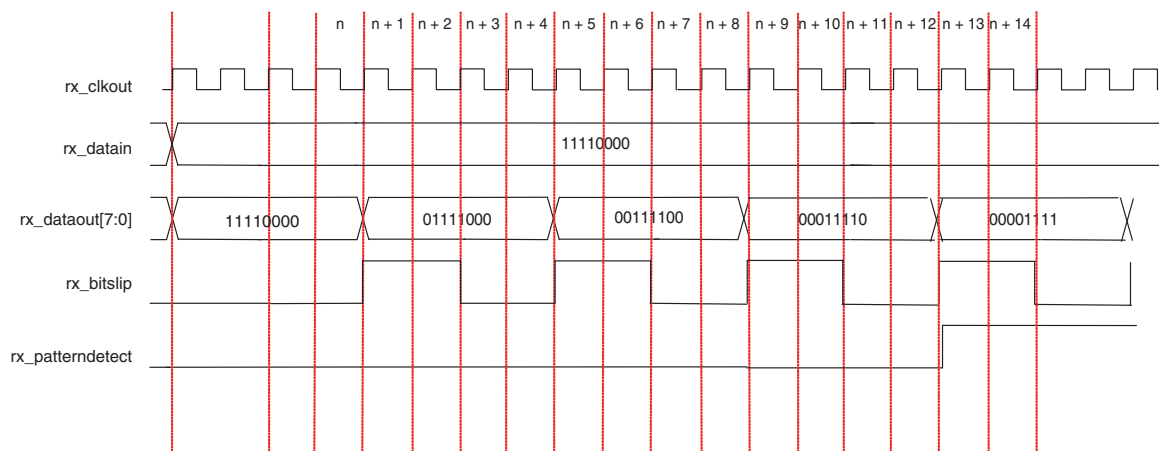 n n + 1 n + 2 n + 3 n + 4 n + 5 n + 6 n + 7 n + 8 n + 9 n + 10 n + 11 n + 12 n + 13 n + 14
rx_clkout
rx_datain 11110000
rx_dataout[7:0] 11110000 01111000 00111100 00011110 00001111
rx_bitslip
rx_patterndetect